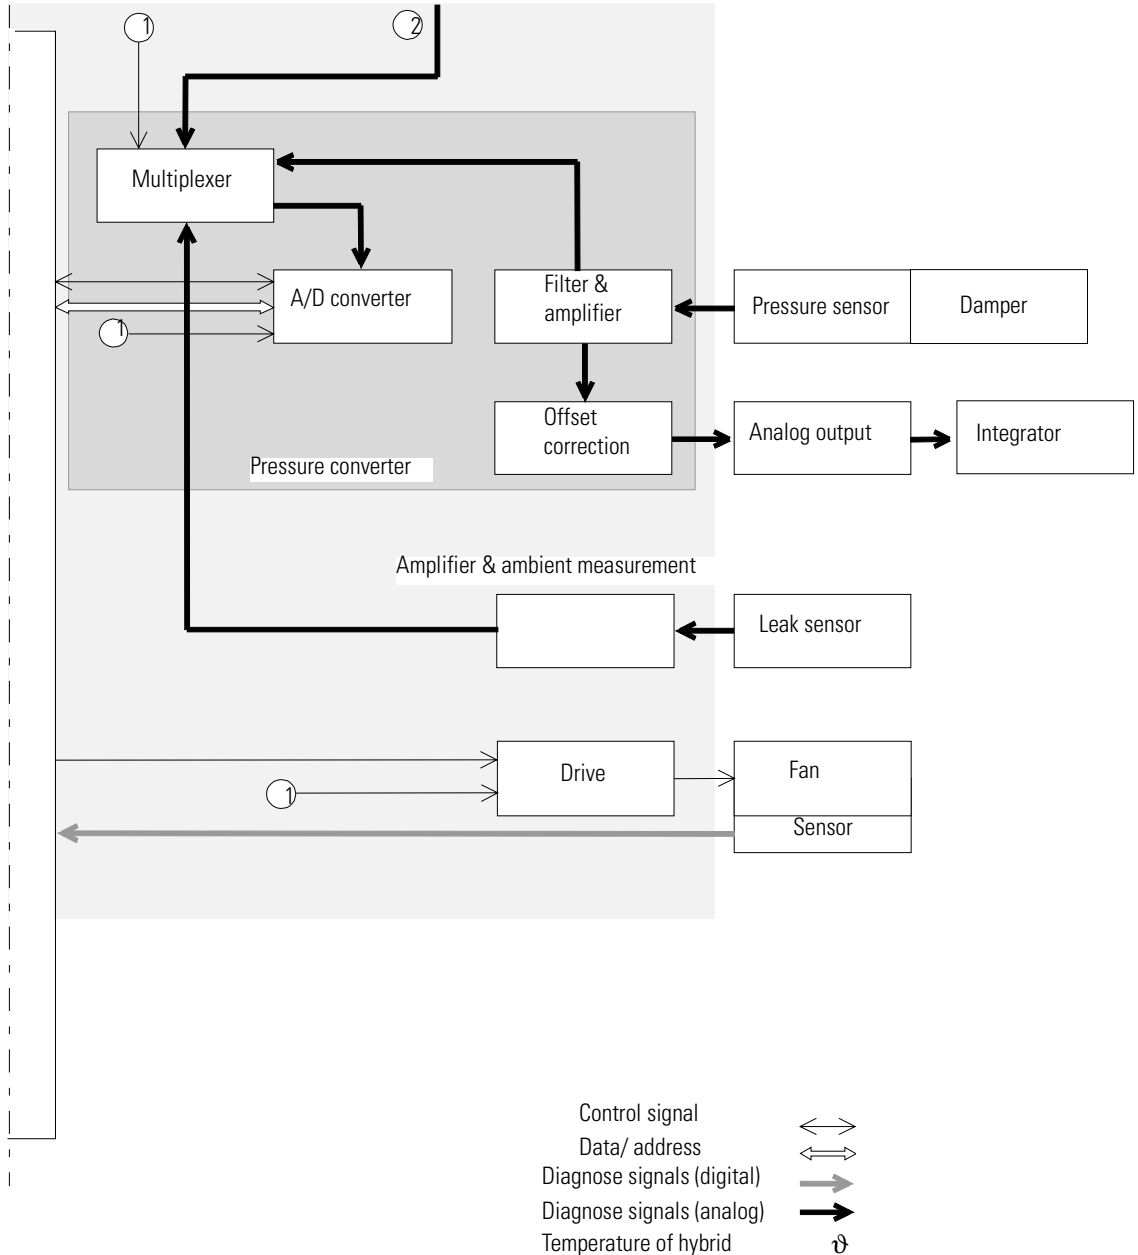 1
2
Multiplexer
A/D converter
1
Filter &
amplifier
Pressure sensor
Damper
Offset
correction
Analog output
Integrator
Pressure converter
Amplifier & ambient measurement
Leak sensor
Drive
Fan
1
Sensor
Control signal
Data/ address
Diagnose signals (digital)
Diagnose signals (analog)
Temperature of hybrid ϑ